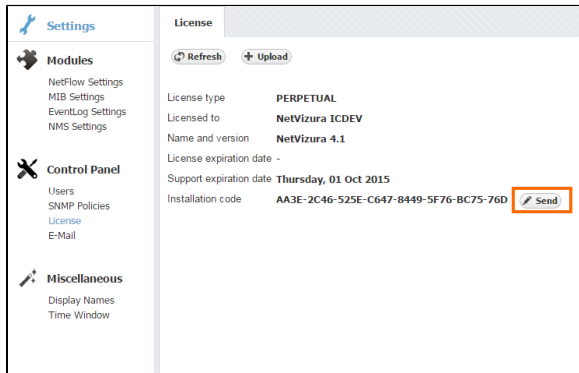 Settings
Modules
NetFlow Settings
MIB Settings
EventLog Settings
NMS Settings
Control Panel
Users
SNMP Policies
License
E-Mail
Miscellaneous
Display Names
Time Window
License
Refresh
Upload
License type PERPETUAL
Licensed to NetVizura ICDEV
Name and version NetVizura 4.1
License expiration date -
Support expiration date Thursday, 01 Oct 2015
Installation code AA3E-2C46-525E-C647-8449-5F76-BC75-76D Send